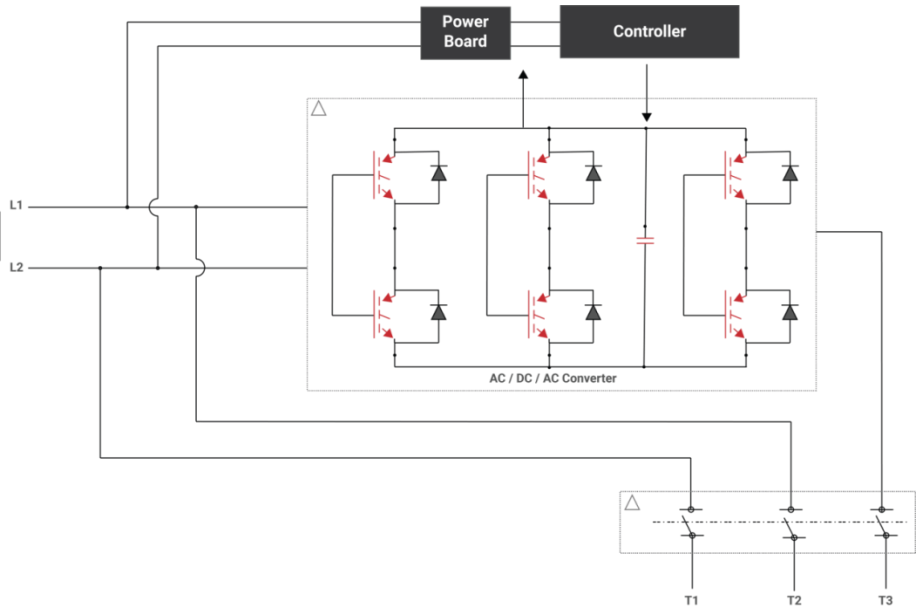 Power
Board
Controller
L1
L2
AC / DC / AC Converter
T1
T2
T3